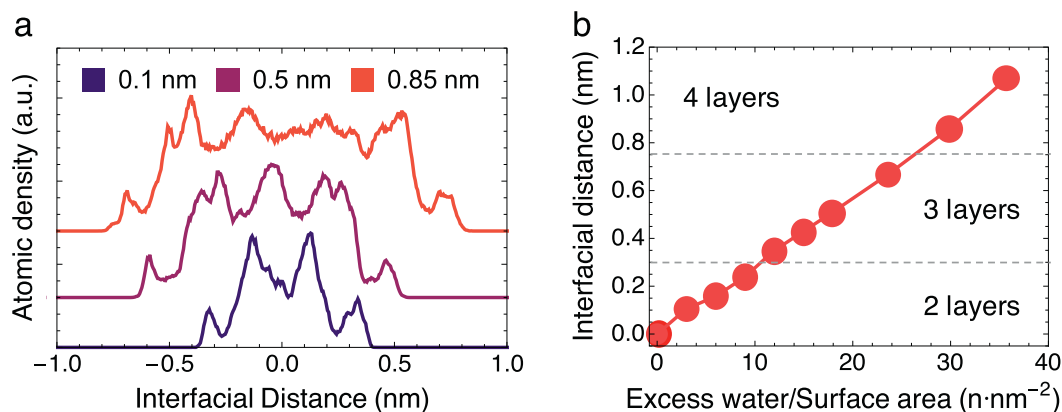 a
0.1 nm 0.5 nm 0.85 nm
Atomic density (a.u.)
−1.0 −0.5 0.0 0.5 1.0
Interfacial Distance (nm)
b
1.2
1.0
0.8
0.6
0.4
0.2
0.0
Interfacial distance (nm)
4 layers
3 layers
2 layers
0 10 20 30 40
Excess water/Surface area (n·nm⁻²)